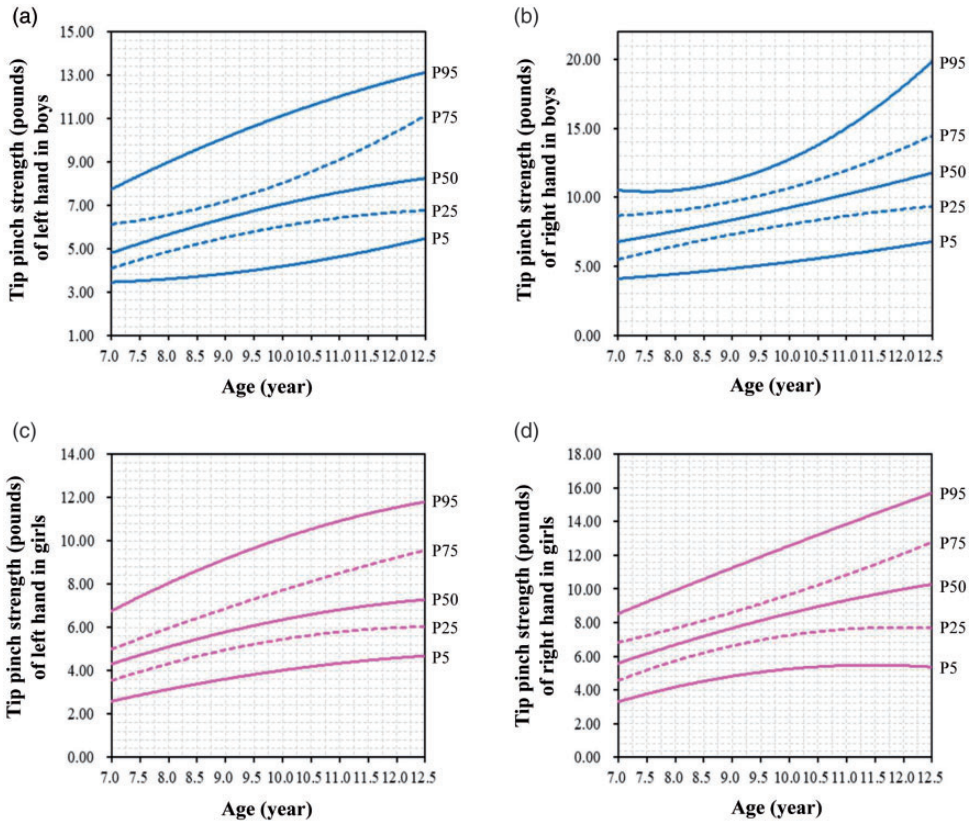 (a)
Tip pinch strength (pounds)
of left hand in boys
15.00
13.00
11.00
9.00
7.00
5.00
3.00
1.00
P95
P75
P50
P25
P5
7.0 7.5 8.0 8.5 9.0 9.5 10.0 10.5 11.0 11.5 12.0 12.5
Age (year)
(b)
Tip pinch strength (pounds)
of right hand in boys
20.00
15.00
10.00
5.00
0.00
P95
P75
P50
P25
P5
7.0 7.5 8.0 8.5 9.0 9.5 10.0 10.5 11.0 11.5 12.0 12.5
Age (year)
(c)
Tip pinch strength (pounds)
of left hand in girls
14.00
12.00
10.00
8.00
6.00
4.00
2.00
0.00
P95
P75
P50
P25
P5
7.0 7.5 8.0 8.5 9.0 9.5 10.0 10.5 11.0 11.5 12.0 12.5
Age (year)
(d)
Tip pinch strength (pounds)
of right hand in girls
18.00
16.00
14.00
12.00
10.00
8.00
6.00
4.00
2.00
0.00
P95
P75
P50
P25
P5
7.0 7.5 8.0 8.5 9.0 9.5 10.0 10.5 11.0 11.5 12.0 12.5
Age (year)